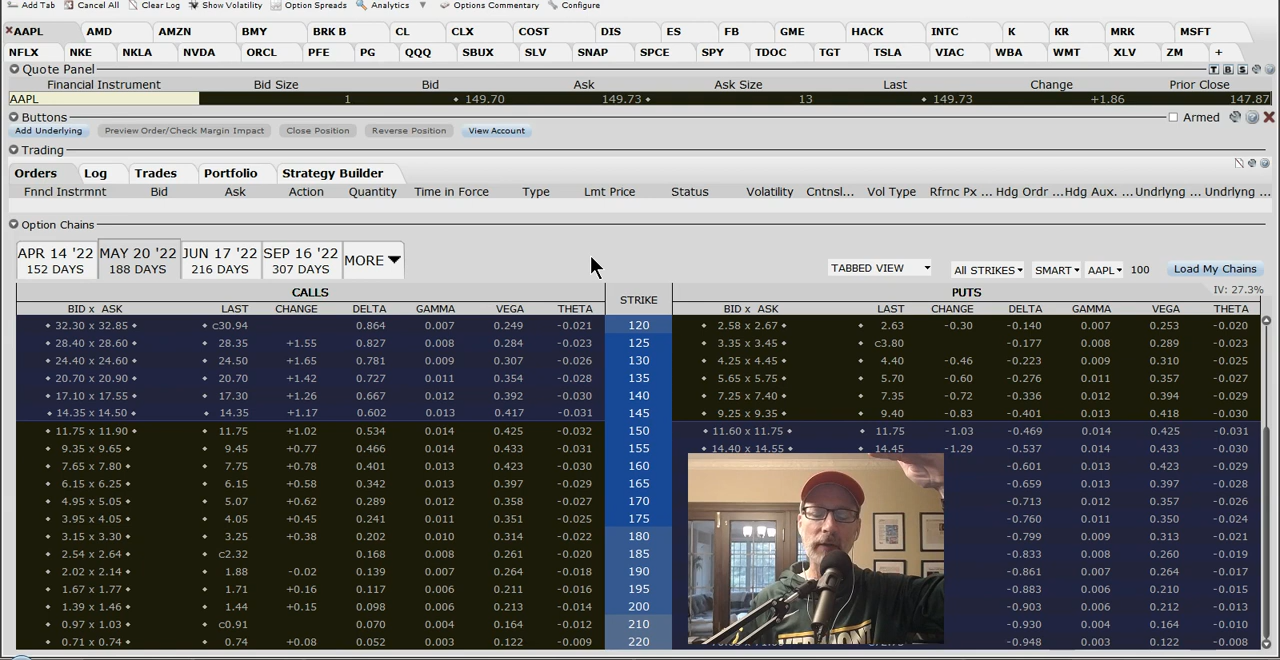 Add Tab Cancel All Clear Log Show Volatility Option Spreads Analytics Options Commentary Configure
AAPL AMD AMZN BMY BRK B CL CLX COST DIS ES FB GME HACK INTC K KR MRK MSFT
NFLX NKE NKLA NVDA ORCL PFE PG QQQ SBUX SLV SNAP SPCE SPY TDOC TGT TSLA VIAC WBA WMT XLV ZM +
Quote Panel T B S
Financial Instrument Bid Size Bid Ask Ask Size Last Change Prior Close
AAPL 1 149.70 149.73 13 149.73 +1.86 147.87
Buttons Armed
Add Underlying Preview Order/Check Margin Impact Close Position Reverse Position View Account
Trading
Orders Log Trades Portfolio Strategy Builder
Fnncl Instrmnt Bid Ask Action Quantity Time in Force Type Lmt Price Status Volatility Cntnsl... Vol Type Rfrnc Px ... Hdg Ordr ... Hdg Aux. ... Undrlyng ... Undrlyng ...
Option Chains
APR 14 '22 MAY 20 '22 JUN 17 '22 SEP 16 '22 MORE
152 DAYS 188 DAYS 216 DAYS 307 DAYS
TABBED VIEW All STRIKES SMART AAPL 100 Load My Chains
IV: 27.3%
CALLS STRIKE PUTS
BID x ASK LAST CHANGE DELTA GAMMA VEGA THETA BID x ASK LAST CHANGE DELTA GAMMA VEGA THETA
32.30 x 32.85 c30.94 0.864 0.007 0.249 -0.021 120 2.58 x 2.67 2.63 -0.30 -0.140 0.007 0.253 -0.020
28.40 x 28.60 28.35 +1.55 0.827 0.008 0.284 -0.023 125 3.35 x 3.45 c3.80 -0.177 0.008 0.289 -0.023
24.40 x 24.60 24.50 +1.65 0.781 0.009 0.307 -0.026 130 4.25 x 4.45 4.40 -0.46 -0.223 0.009 0.310 -0.025
20.70 x 20.90 20.70 +1.42 0.727 0.011 0.354 -0.028 135 5.65 x 5.75 5.70 -0.60 -0.276 0.011 0.357 -0.027
17.10 x 17.55 17.30 +1.26 0.667 0.012 0.392 -0.030 140 7.25 x 7.40 7.35 -0.72 -0.336 0.012 0.394 -0.029
14.35 x 14.50 14.35 +1.17 0.602 0.013 0.417 -0.031 145 9.25 x 9.35 9.40 -0.83 -0.401 0.013 0.418 -0.030
11.75 x 11.90 11.75 +1.02 0.534 0.014 0.425 -0.032 150 11.60 x 11.75 11.75 -1.03 -0.469 0.014 0.425 -0.031
9.35 x 9.65 9.45 +0.77 0.466 0.014 0.433 -0.031 155 14.40 x 14.55 14.45 -1.29 -0.537 0.014 0.433 -0.030
7.65 x 7.80 7.75 +0.78 0.401 0.013 0.423 -0.030 160 -0.601 0.013 0.423 -0.029
6.15 x 6.25 6.15 +0.58 0.342 0.013 0.397 -0.029 165 -0.659 0.013 0.397 -0.028
4.95 x 5.05 5.07 +0.62 0.289 0.012 0.358 -0.027 170 -0.713 0.012 0.357 -0.026
3.95 x 4.05 4.05 +0.45 0.241 0.011 0.351 -0.025 175 -0.760 0.011 0.350 -0.024
3.15 x 3.30 3.25 +0.38 0.202 0.010 0.314 -0.022 180 -0.799 0.009 0.313 -0.021
2.54 x 2.64 c2.32 0.168 0.008 0.261 -0.020 185 -0.833 0.008 0.260 -0.019
2.02 x 2.14 1.88 -0.02 0.139 0.007 0.264 -0.018 190 -0.861 0.007 0.264 -0.017
1.67 x 1.77 1.71 +0.16 0.117 0.006 0.211 -0.016 195 -0.883 0.006 0.210 -0.015
1.39 x 1.46 1.44 +0.15 0.098 0.006 0.213 -0.014 200 -0.903 0.006 0.212 -0.013
0.97 x 1.03 c0.91 0.070 0.004 0.164 -0.012 210 -0.930 0.004 0.164 -0.010
0.71 x 0.74 0.74 +0.08 0.052 0.003 0.122 -0.009 220 -0.948 0.003 0.122 -0.008